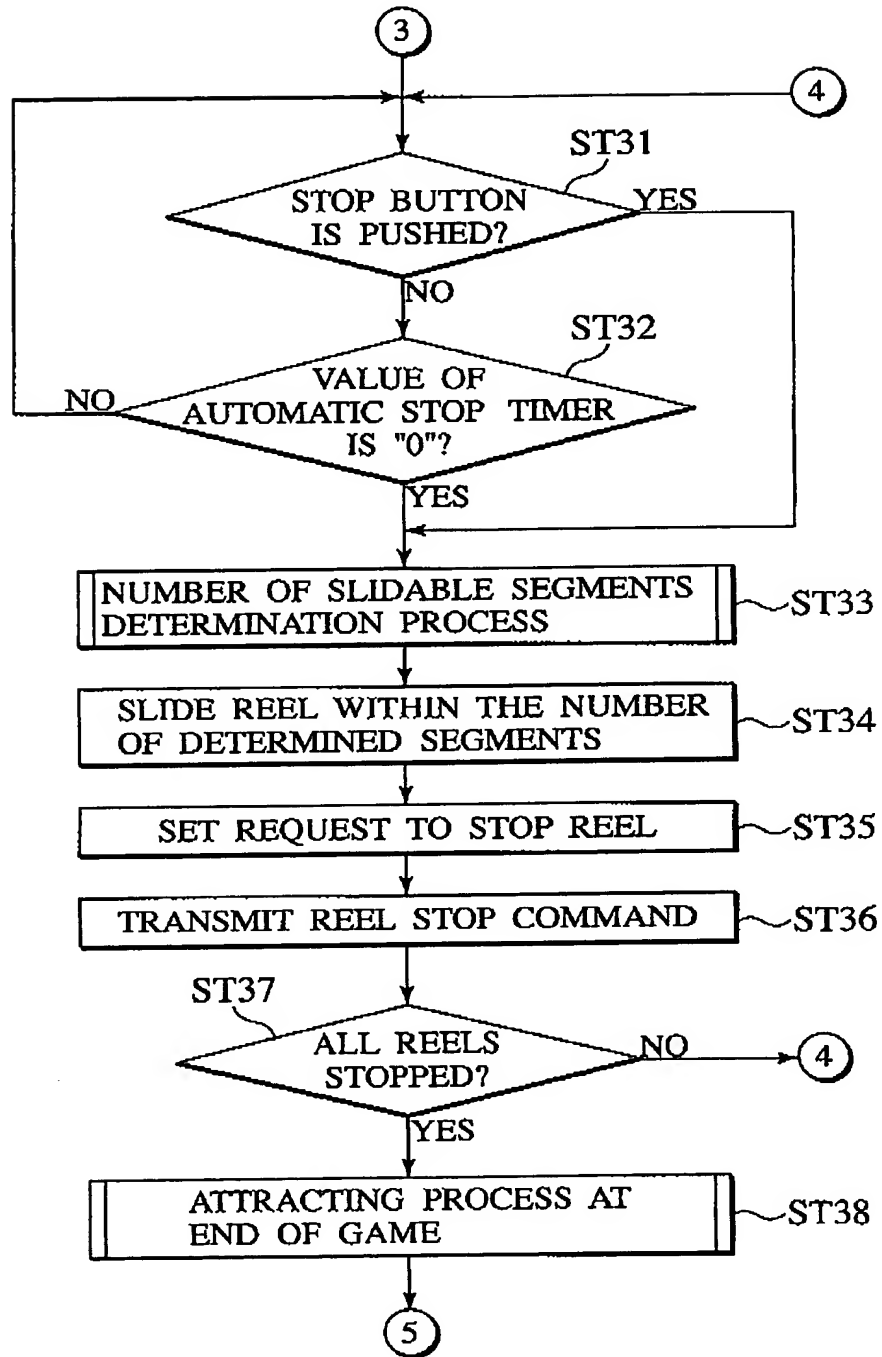 3
4
ST31
STOP BUTTON
IS PUSHED?
YES
NO
ST32
VALUE OF
AUTOMATIC STOP TIMER
IS "0"?
NO
YES
NUMBER OF SLIDABLE SEGMENTS
DETERMINATION PROCESS
ST33
SLIDE REEL WITHIN THE NUMBER
OF DETERMINED SEGMENTS
ST34
SET REQUEST TO STOP REEL
ST35
TRANSMIT REEL STOP COMMAND
ST36
ST37
ALL REELS
STOPPED?
NO
4
YES
ATTRACTING PROCESS AT
END OF GAME
ST38
5